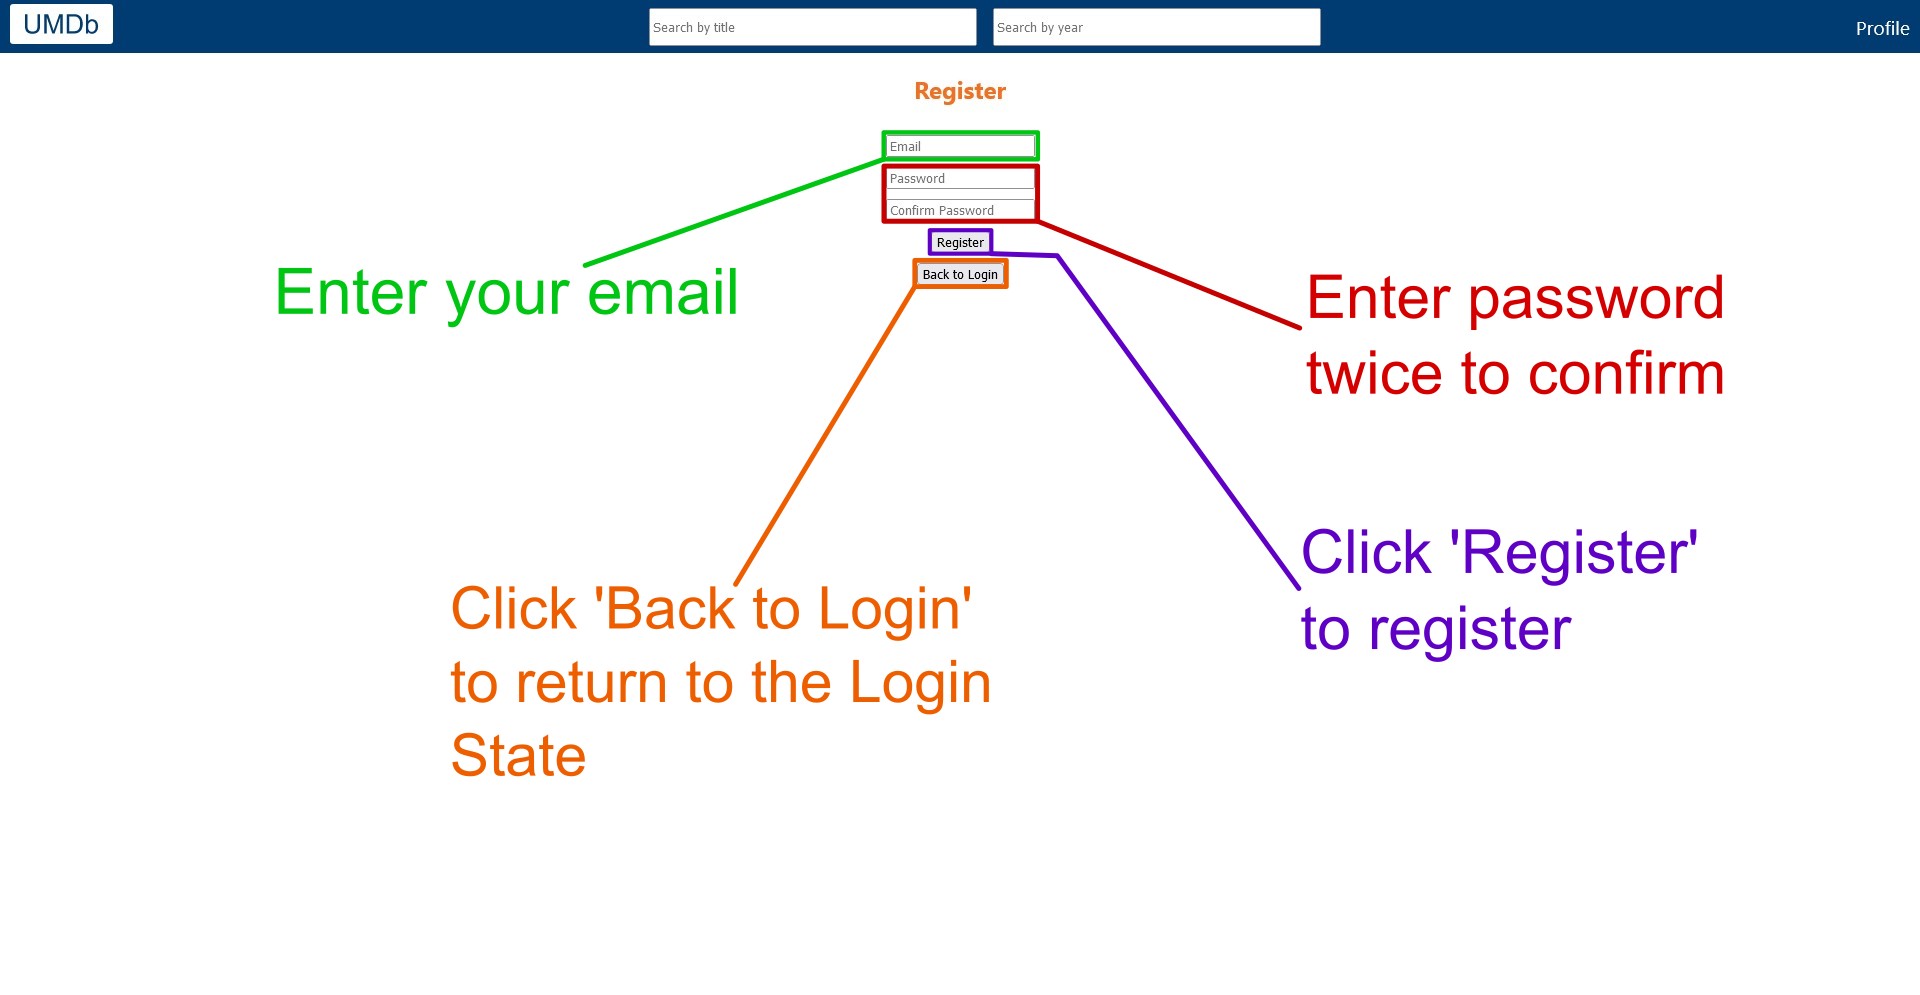 UMDb
Search by title
Search by year
Profile
Register
Email
Password
Confirm Password
Register
Back to Login
Enter your email
Enter password
twice to confirm
Click 'Register'
to register
Click 'Back to Login'
to return to the Login
State